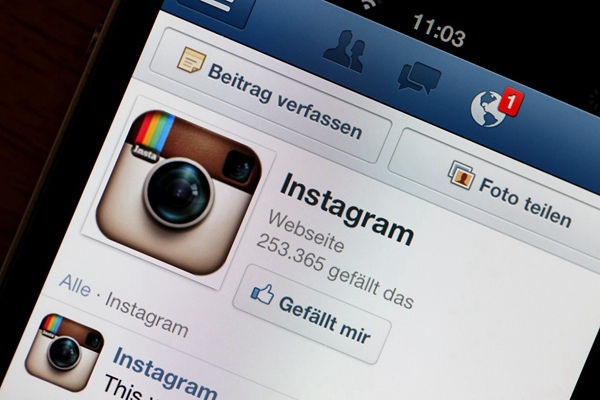 11:03
1
Beitrag verfassen
Foto teilen
Insta
Instagram
Webseite
253.365 gefällt das
Gefällt mir
Alle · Instagram
Insta
Instagram
This